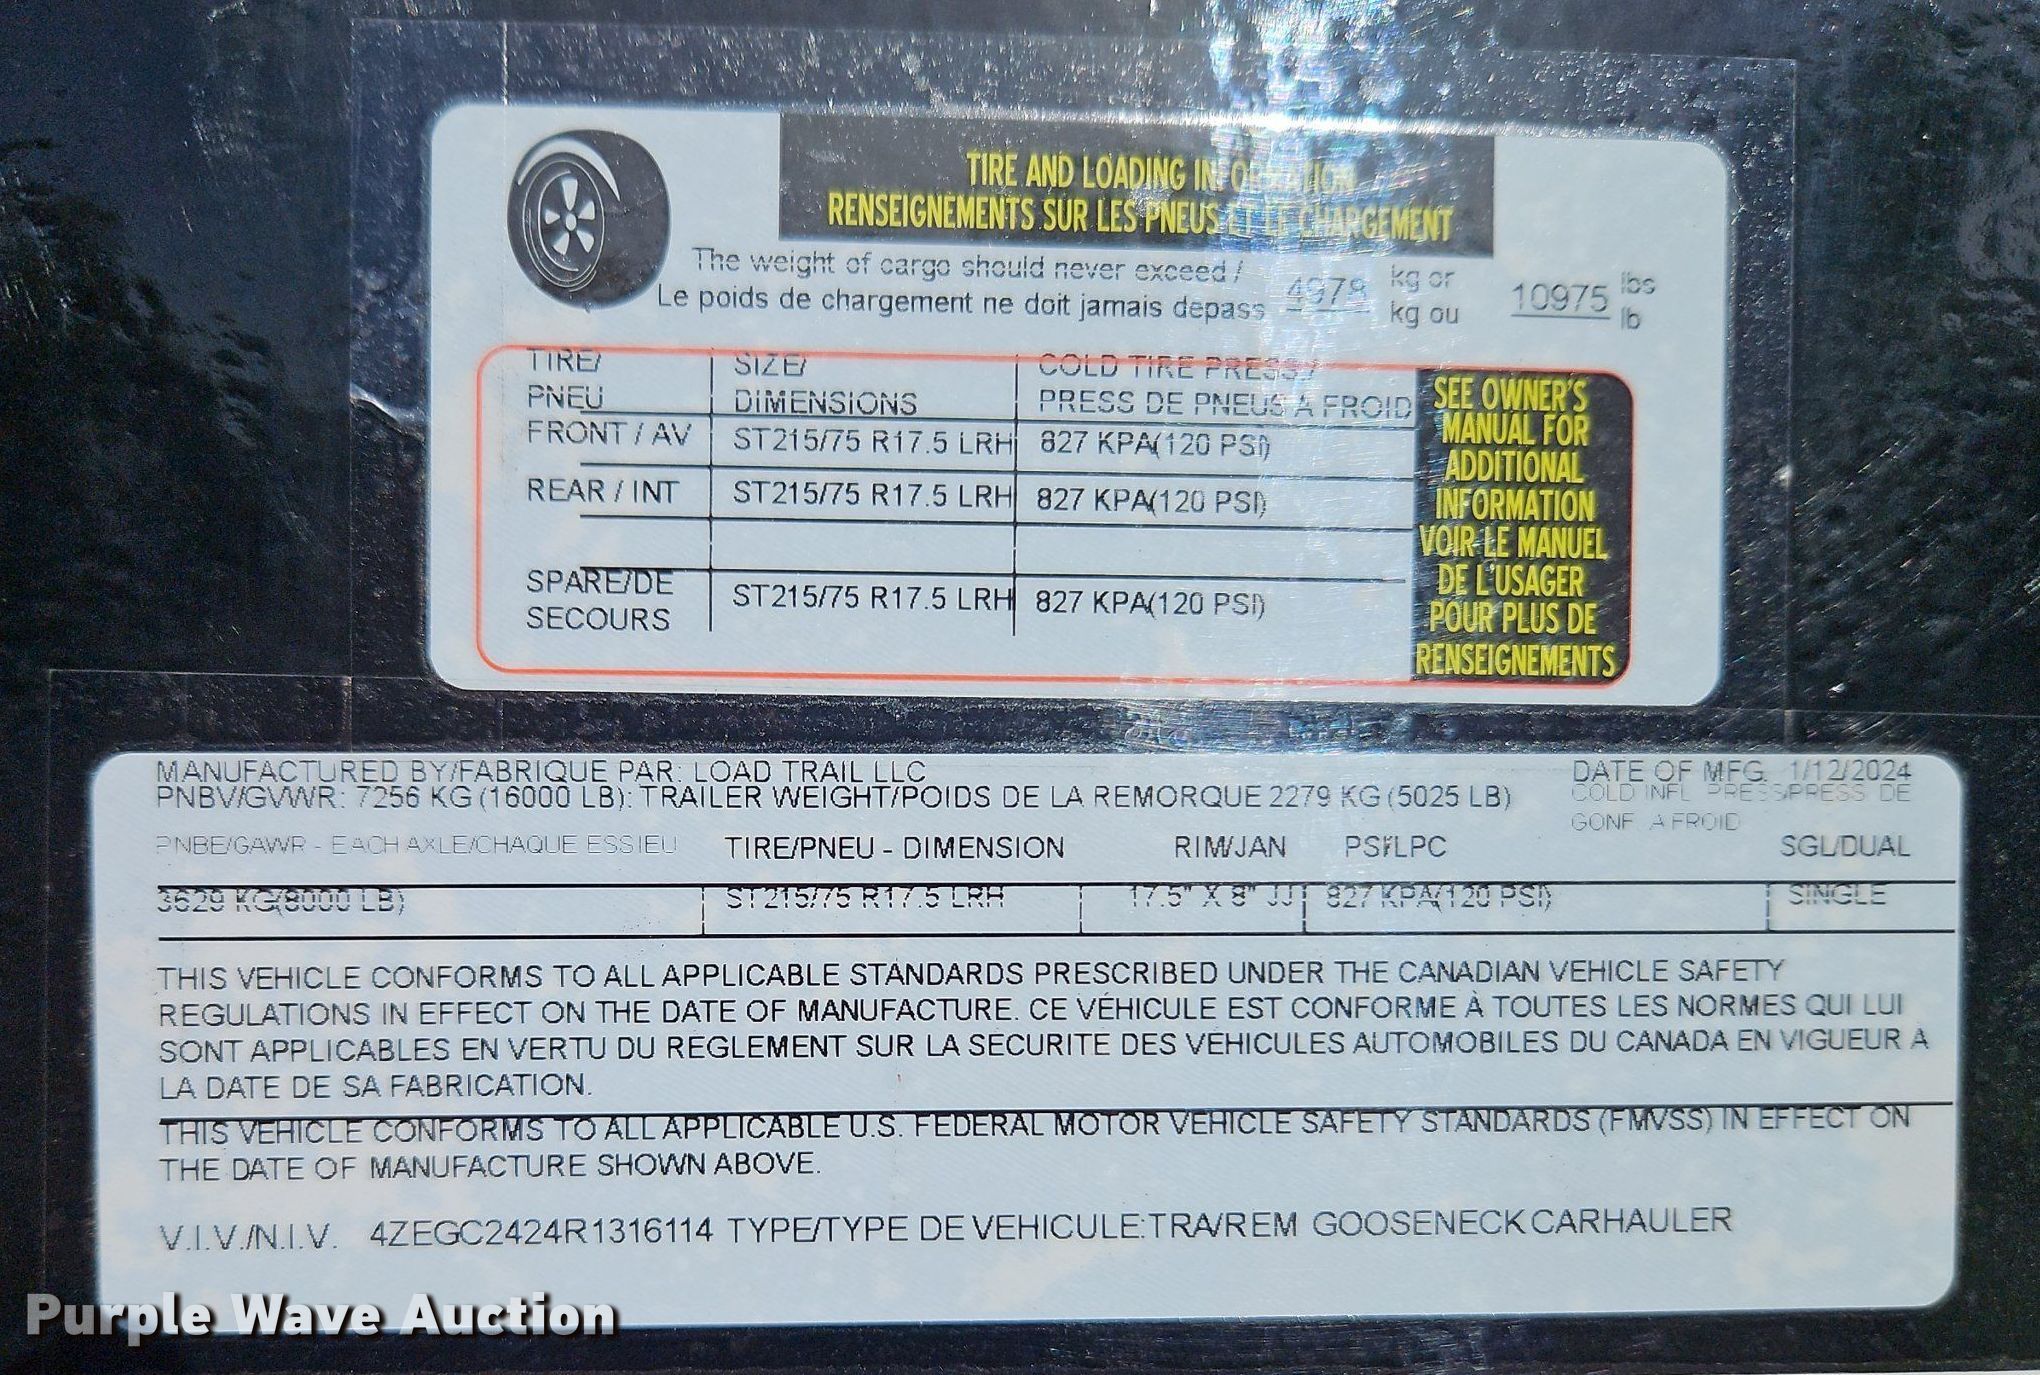 TIRE AND LOADING INFORMATION
RENSEIGNEMENTS SUR LES PNEUS ET LE CHARGEMENT
The weight of cargo should never exceed / 4978 kg or 10975 lbs
Le poids de chargement ne doit jamais depass kg ou lb
TIRE/ SIZE/ COLD TIRE PRESS/
PNEU DIMENSIONS PRESS DE PNEUS A FROID
FRONT / AV ST215/75 R17.5 LRH 827 KPA(120 PSI)
REAR / INT ST215/75 R17.5 LRH 827 KPA(120 PSI)
SPARE/DE SECOURS ST215/75 R17.5 LRH 827 KPA(120 PSI)
SEE OWNER'S
MANUAL FOR
ADDITIONAL
INFORMATION
VOIR LE MANUEL
DE L'USAGER
POUR PLUS DE
RENSEIGNEMENTS
MANUFACTURED BY/FABRIQUE PAR: LOAD TRAIL LLC DATE OF MFG. 1/12/2024
PNBV/GVWR: 7256 KG (16000 LB): TRAILER WEIGHT/POIDS DE LA REMORQUE 2279 KG (5025 LB) COLD INFL PRESS/PRESS DE
GONF. A FROID
PNBE/GAWR - EACH AXLE/CHAQUE ESSIEU TIRE/PNEU - DIMENSION RIM/JAN PSI/LPC SGL/DUAL
3629 KG(8000 LB) ST215/75 R17.5 LRH 17.5" X 8" JJ 827 KPA(120 PSI) SINGLE
THIS VEHICLE CONFORMS TO ALL APPLICABLE STANDARDS PRESCRIBED UNDER THE CANADIAN VEHICLE SAFETY
REGULATIONS IN EFFECT ON THE DATE OF MANUFACTURE. CE VÉHICULE EST CONFORME À TOUTES LES NORMES QUI LUI
SONT APPLICABLES EN VERTU DU REGLEMENT SUR LA SECURITE DES VEHICULES AUTOMOBILES DU CANADA EN VIGUEUR A
LA DATE DE SA FABRICATION.
THIS VEHICLE CONFORMS TO ALL APPLICABLE U.S. FEDERAL MOTOR VEHICLE SAFETY STANDARDS (FMVSS) IN EFFECT ON
THE DATE OF MANUFACTURE SHOWN ABOVE.
V.I.V./N.I.V. 4ZEGC2424R1316114 TYPE/TYPE DE VEHICULE:TRA/REM GOOSENECK CARHAULER
Purple Wave Auction